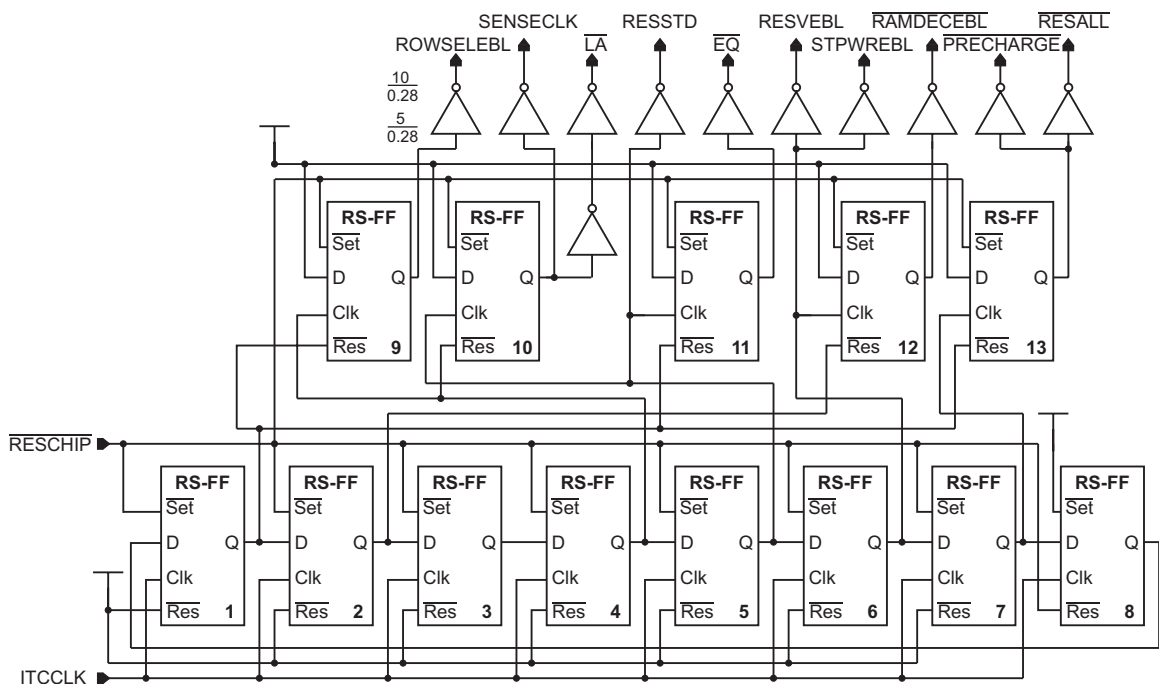 SENSECLK RESSTD RESVEBL RAMDECEBL RESALL
ROWSELEBL LA EQ STPWREBL PRECHARGE
10
0.28
5
0.28
RS-FF RS-FF RS-FF RS-FF RS-FF
Set Set Set Set Set
D Q D Q D Q D Q D Q
Clk Clk Clk Clk Clk
Res 9 Res 10 Res 11 Res 12 Res 13
RESCHIP
RS-FF RS-FF RS-FF RS-FF RS-FF RS-FF RS-FF RS-FF
Set Set Set Set Set Set Set Set
D Q D Q D Q D Q D Q D Q D Q D Q
Clk Clk Clk Clk Clk Clk Clk Clk
Res 1 Res 2 Res 3 Res 4 Res 5 Res 6 Res 7 Res 8
ITCCLK